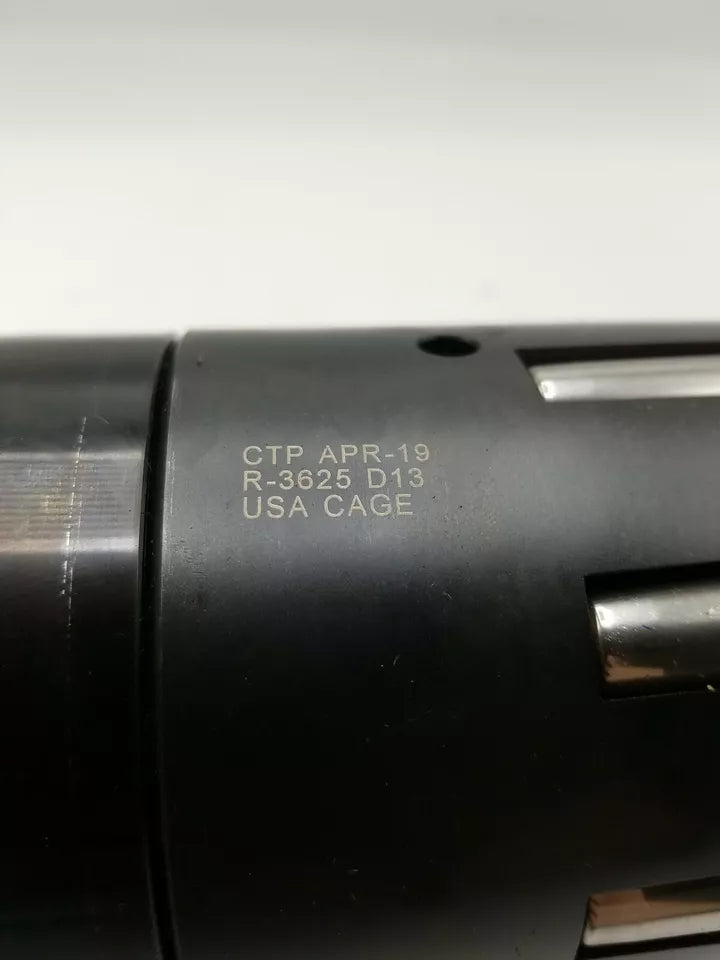 CTP APR-19
R-3625 D13
USA CAGE